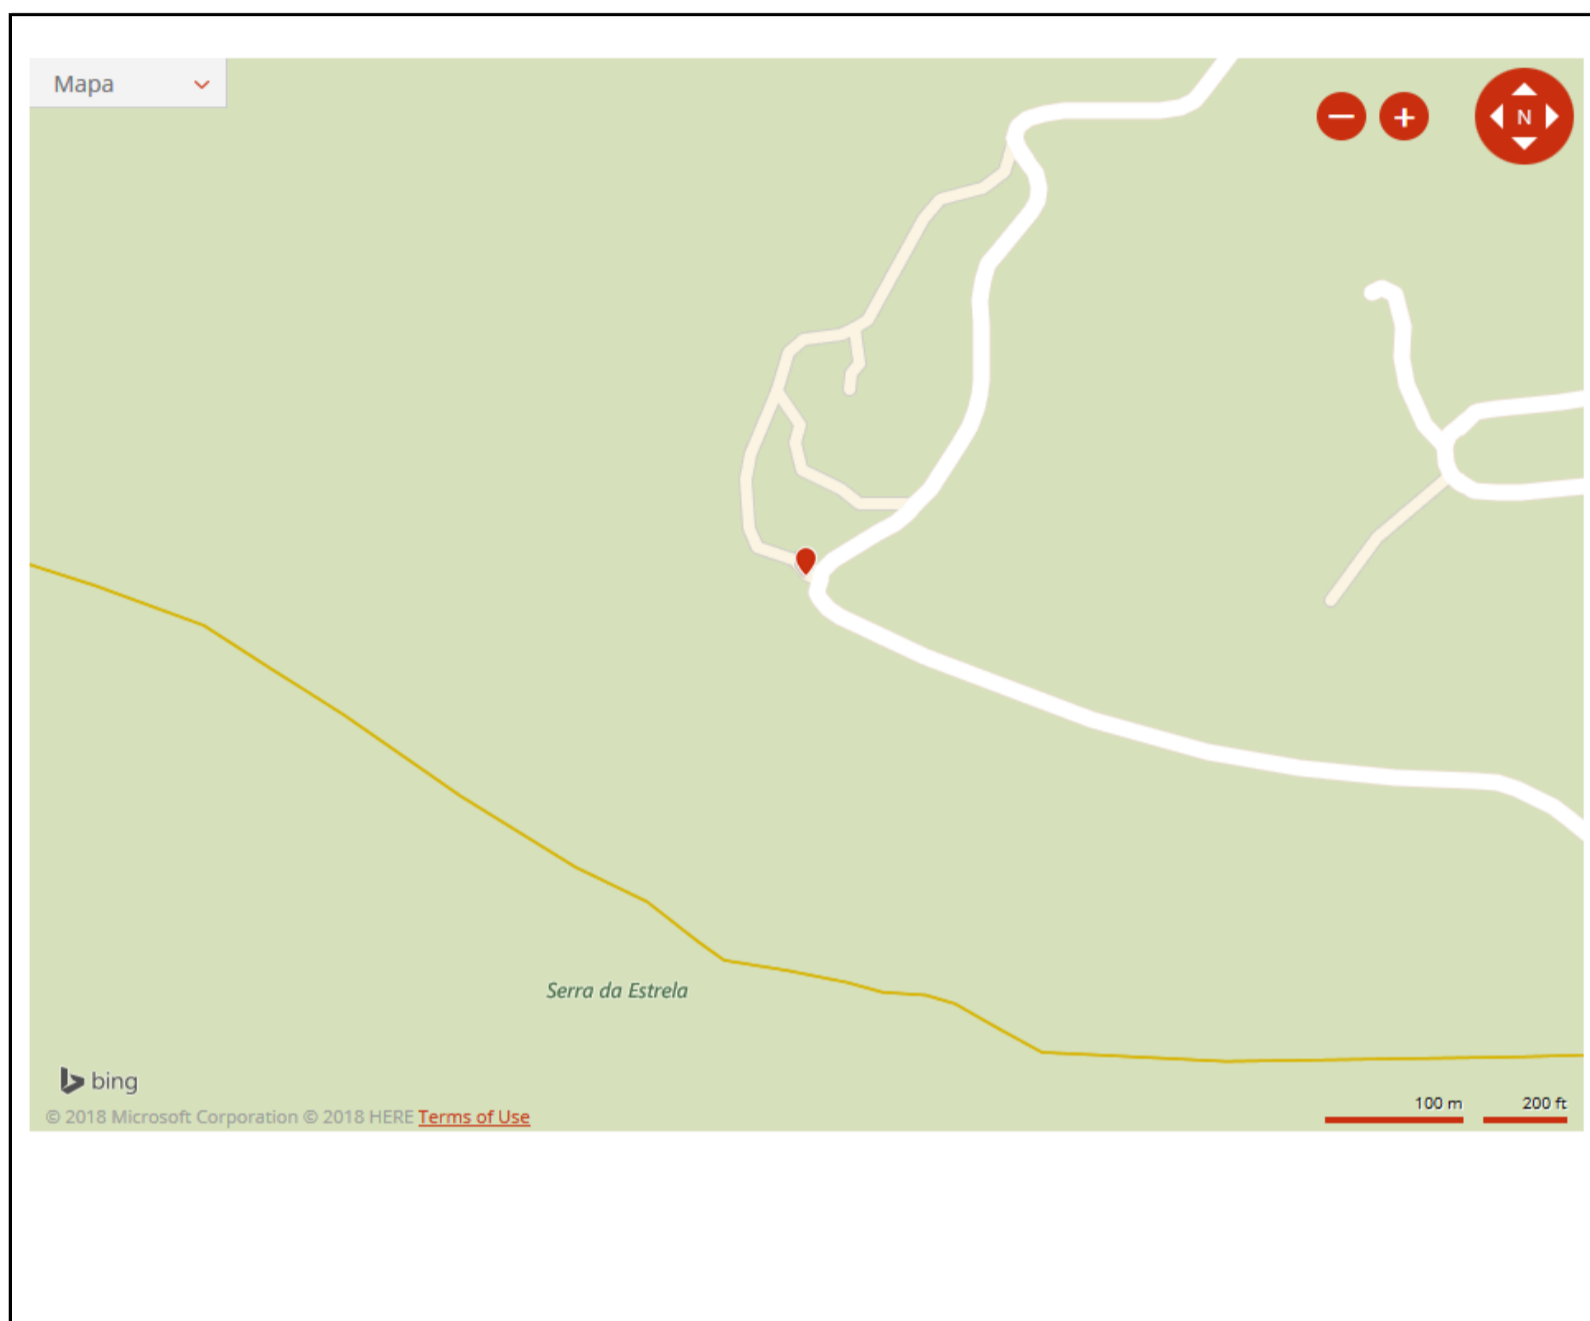 Mapa
N
Serra da Estrela
bing
© 2018 Microsoft Corporation © 2018 HERE Terms of Use
100 m 200 ft